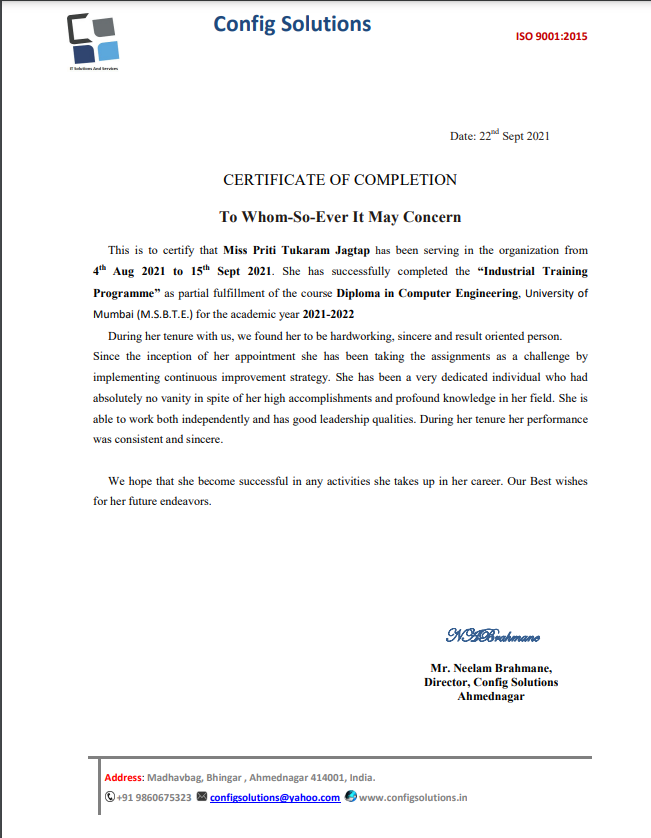 Config Solutions
ISO 9001:2015
IT Solutions And Services
Date: 22nd Sept 2021
CERTIFICATE OF COMPLETION
To Whom-So-Ever It May Concern
This is to certify that Miss Priti Tukaram Jagtap has been serving in the organization from
4th Aug 2021 to 15th Sept 2021. She has successfully completed the “Industrial Training
Programme” as partial fulfillment of the course Diploma in Computer Engineering, University of
Mumbai (M.S.B.T.E.) for the academic year 2021-2022
During her tenure with us, we found her to be hardworking, sincere and result oriented person.
Since the inception of her appointment she has been taking the assignments as a challenge by
implementing continuous improvement strategy. She has been a very dedicated individual who had
absolutely no vanity in spite of her high accomplishments and profound knowledge in her field. She is
able to work both independently and has good leadership qualities. During her tenure her performance
was consistent and sincere.
We hope that she become successful in any activities she takes up in her career. Our Best wishes
for her future endeavors.
NABrahmane
Mr. Neelam Brahmane,
Director, Config Solutions
Ahmednagar
Address: Madhavbag, Bhingar , Ahmednagar 414001, India.
+91 9860675323 configsolutions@yahoo.com www.configsolutions.in